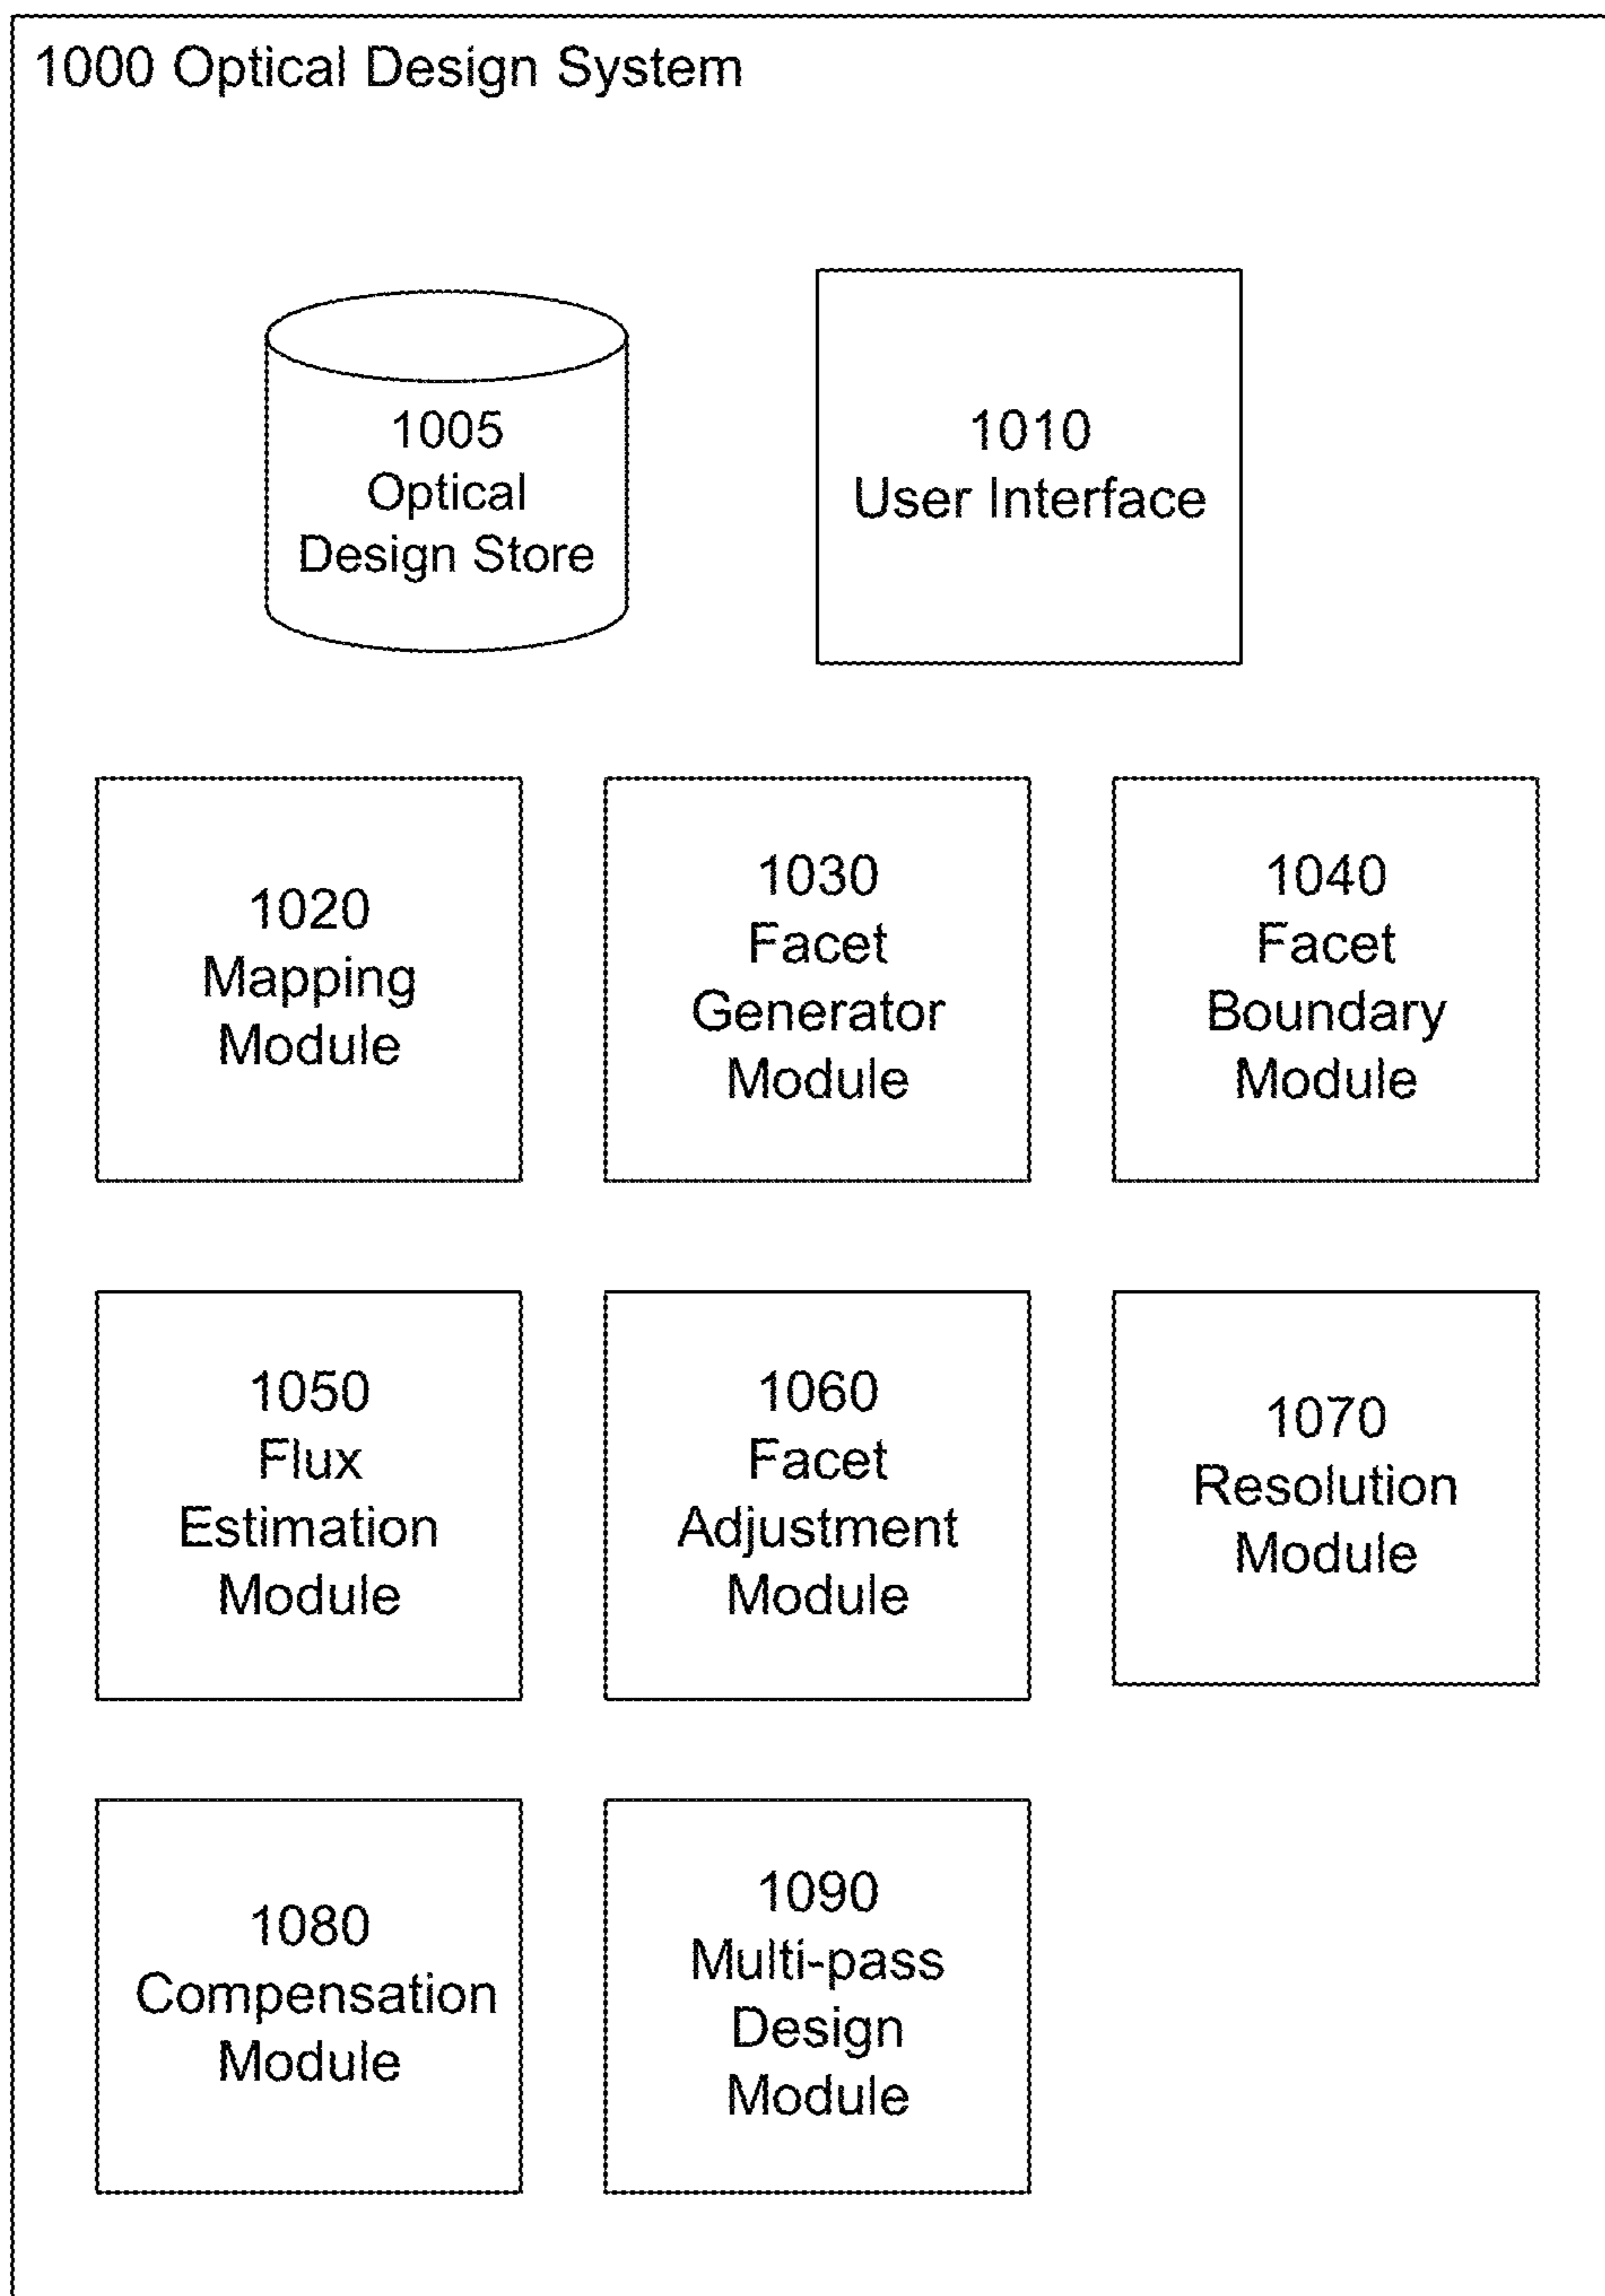 1000 Optical Design System
1005
Optical
Design Store
1010
User Interface
1020
Mapping
Module
1030
Facet
Generator
Module
1040
Facet
Boundary
Module
1050
Flux
Estimation
Module
1060
Facet
Adjustment
Module
1070
Resolution
Module
1080
Compensation
Module
1090
Multi-pass
Design
Module